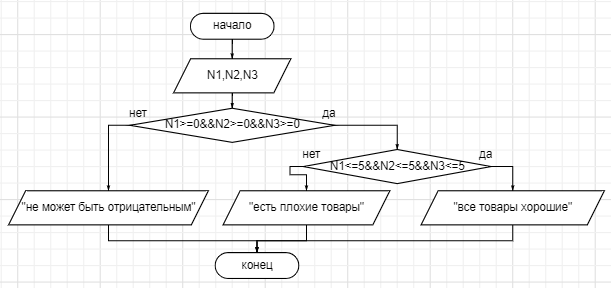 начало
N1,N2,N3
нет
да
N1>=0&&N2>=0&&N3>=0
нет
да
N1<=5&&N2<=5&&N3<=5
"не может быть отрицательным"
"есть плохие товары"
"все товары хорошие"
конец